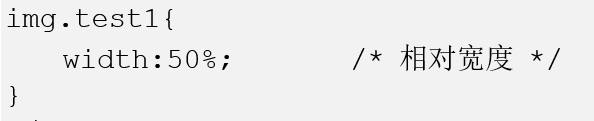 img.test1{
   width:50%;       /* 相对宽度 */
}